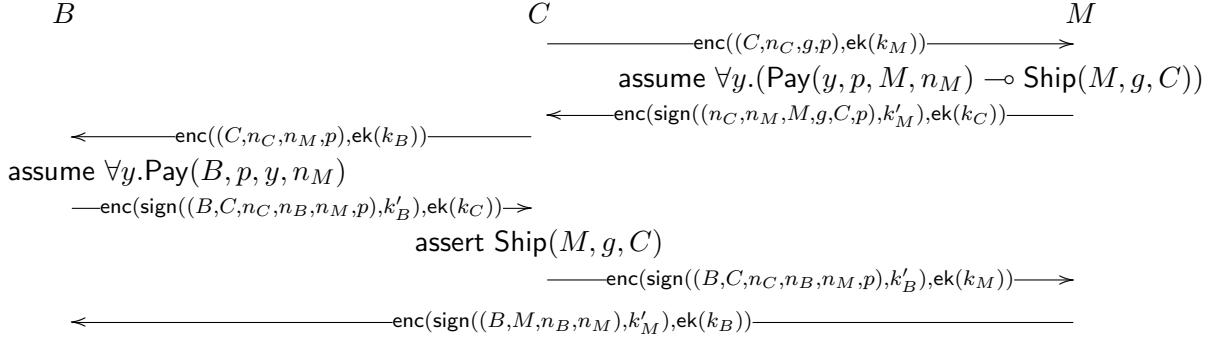 B C M
enc((C,n_C,g,p),ek(k_M))
assume ∀y.(Pay(y, p, M, n_M) ⊸ Ship(M, g, C))
enc(sign((n_C,n_M,M,g,C,p),k'_M),ek(k_C))
enc((C,n_C,n_M,p),ek(k_B))
assume ∀y.Pay(B, p, y, n_M)
enc(sign((B,C,n_C,n_B,n_M,p),k'_B),ek(k_C))
assert Ship(M, g, C)
enc(sign((B,C,n_C,n_B,n_M,p),k'_B),ek(k_M))
enc(sign((B,M,n_B,n_M),k'_M),ek(k_B))